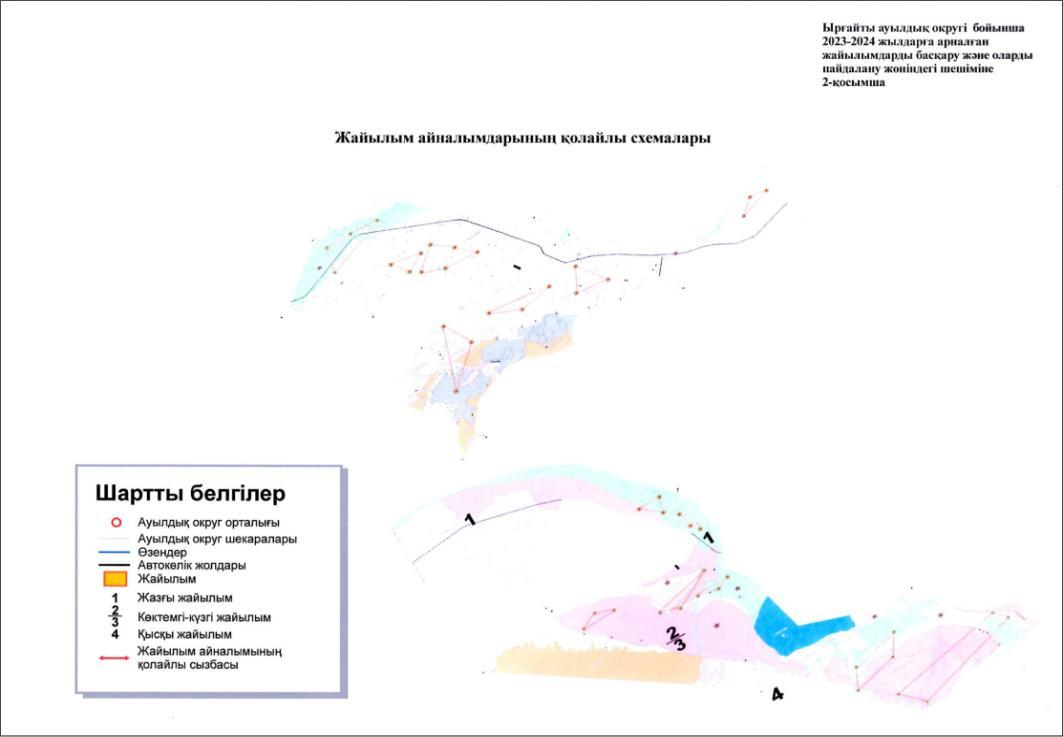 Ырғайты ауылдық округі бойынша
2023-2024 жылдарға арналған
жайылымдарды басқару және оларды
пайдалану жөніндегі шешіміне
2-қосымша
Жайылым айналымдарының қолайлы схемалары
1
1
2/3
4
Шартты белгілер
Ауылдық округ орталығы
Ауылдық округ шекаралары
Өзендер
Автокөлік жолдары
Жайылым
1 Жазғы жайылым
2/3 Көктемгі-күзгі жайылым
4 Қысқы жайылым
Жайылым айналымының
қолайлы сызбасы